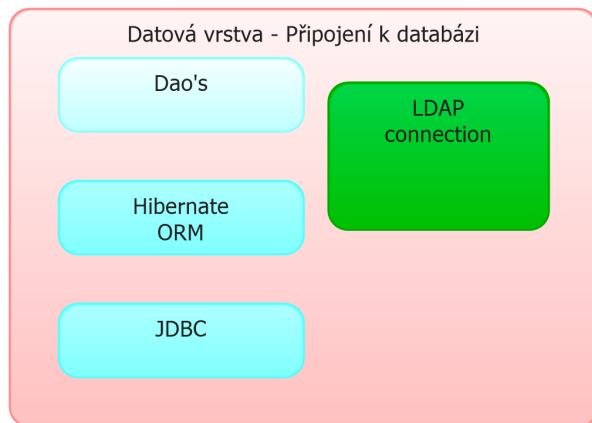 Datová vrstva - Připojení k databázi
Dao's
LDAP
connection
Hibernate
ORM
JDBC